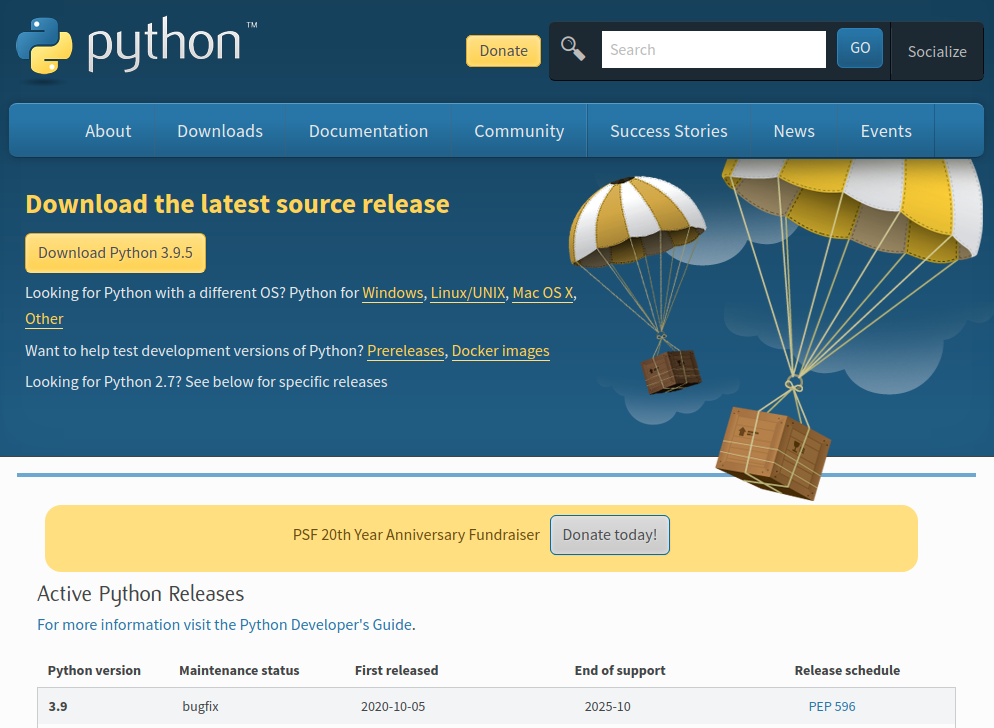 python™
Donate
Search
GO
Socialize
About Downloads Documentation Community Success Stories News Events
Download the latest source release
Download Python 3.9.5
Looking for Python with a different OS? Python for Windows, Linux/UNIX, Mac OS X,
Other
Want to help test development versions of Python? Prereleases, Docker images
Looking for Python 2.7? See below for specific releases
PSF 20th Year Anniversary Fundraiser Donate today!
Active Python Releases
For more information visit the Python Developer's Guide.
Python version Maintenance status First released End of support Release schedule
3.9 bugfix 2020-10-05 2025-10 PEP 596